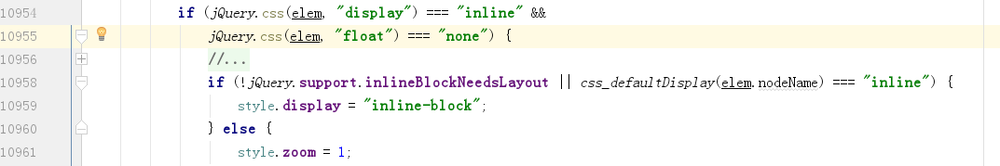 10954 if (jQuery.css(elem, "display") === "inline" &&
10955 jQuery.css(elem, "float") === "none") {
10956 //...
10958 if (!jQuery.support.inlineBlockNeedsLayout || css_defaultDisplay(elem.nodeName) === "inline") {
10959 style.display = "inline-block";
10960 } else {
10961 style.zoom = 1;